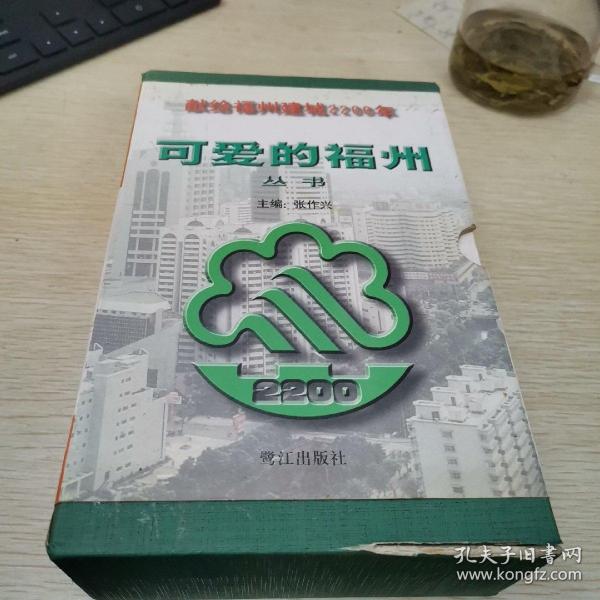 献给福州建城2200年
可爱的福州
丛书
主编:张作兴
2200
鹭江出版社
孔夫子旧书网
www.kongfz.com